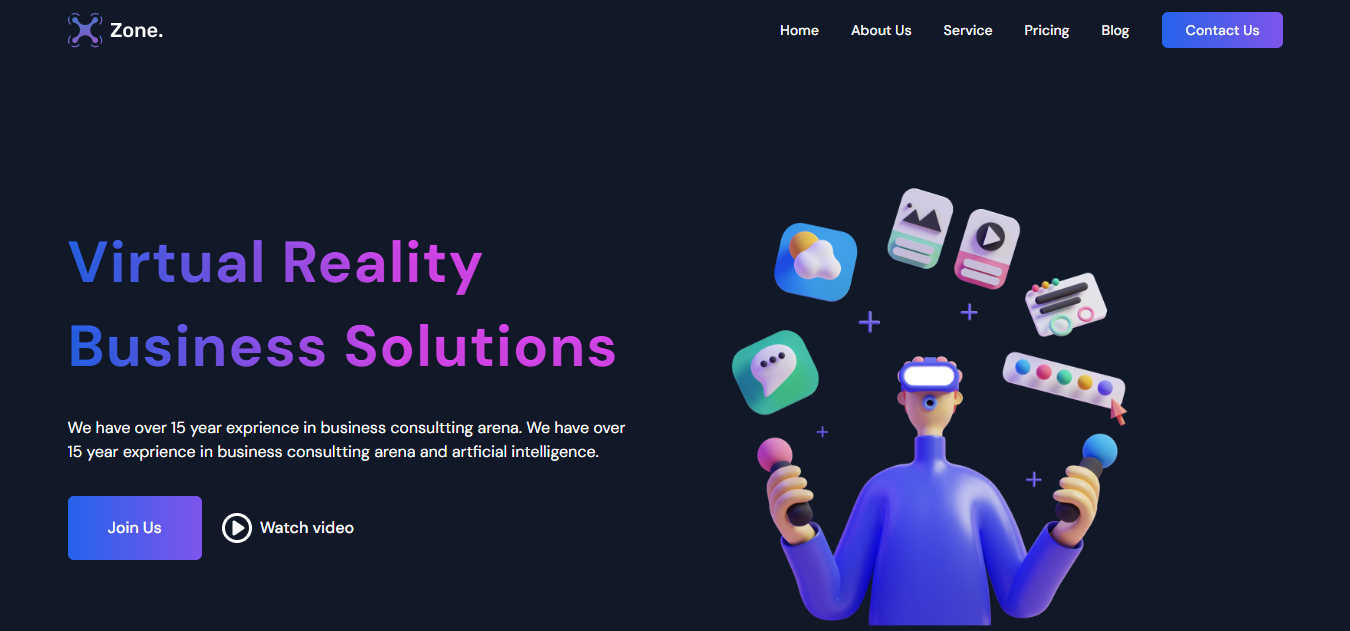 Zone.
Home
About Us
Service
Pricing
Blog
Contact Us
Virtual Reality
Business Solutions
We have over 15 year exprience in business consultting arena. We have over
15 year exprience in business consultting arena and artficial intelligence.
Join Us
Watch video